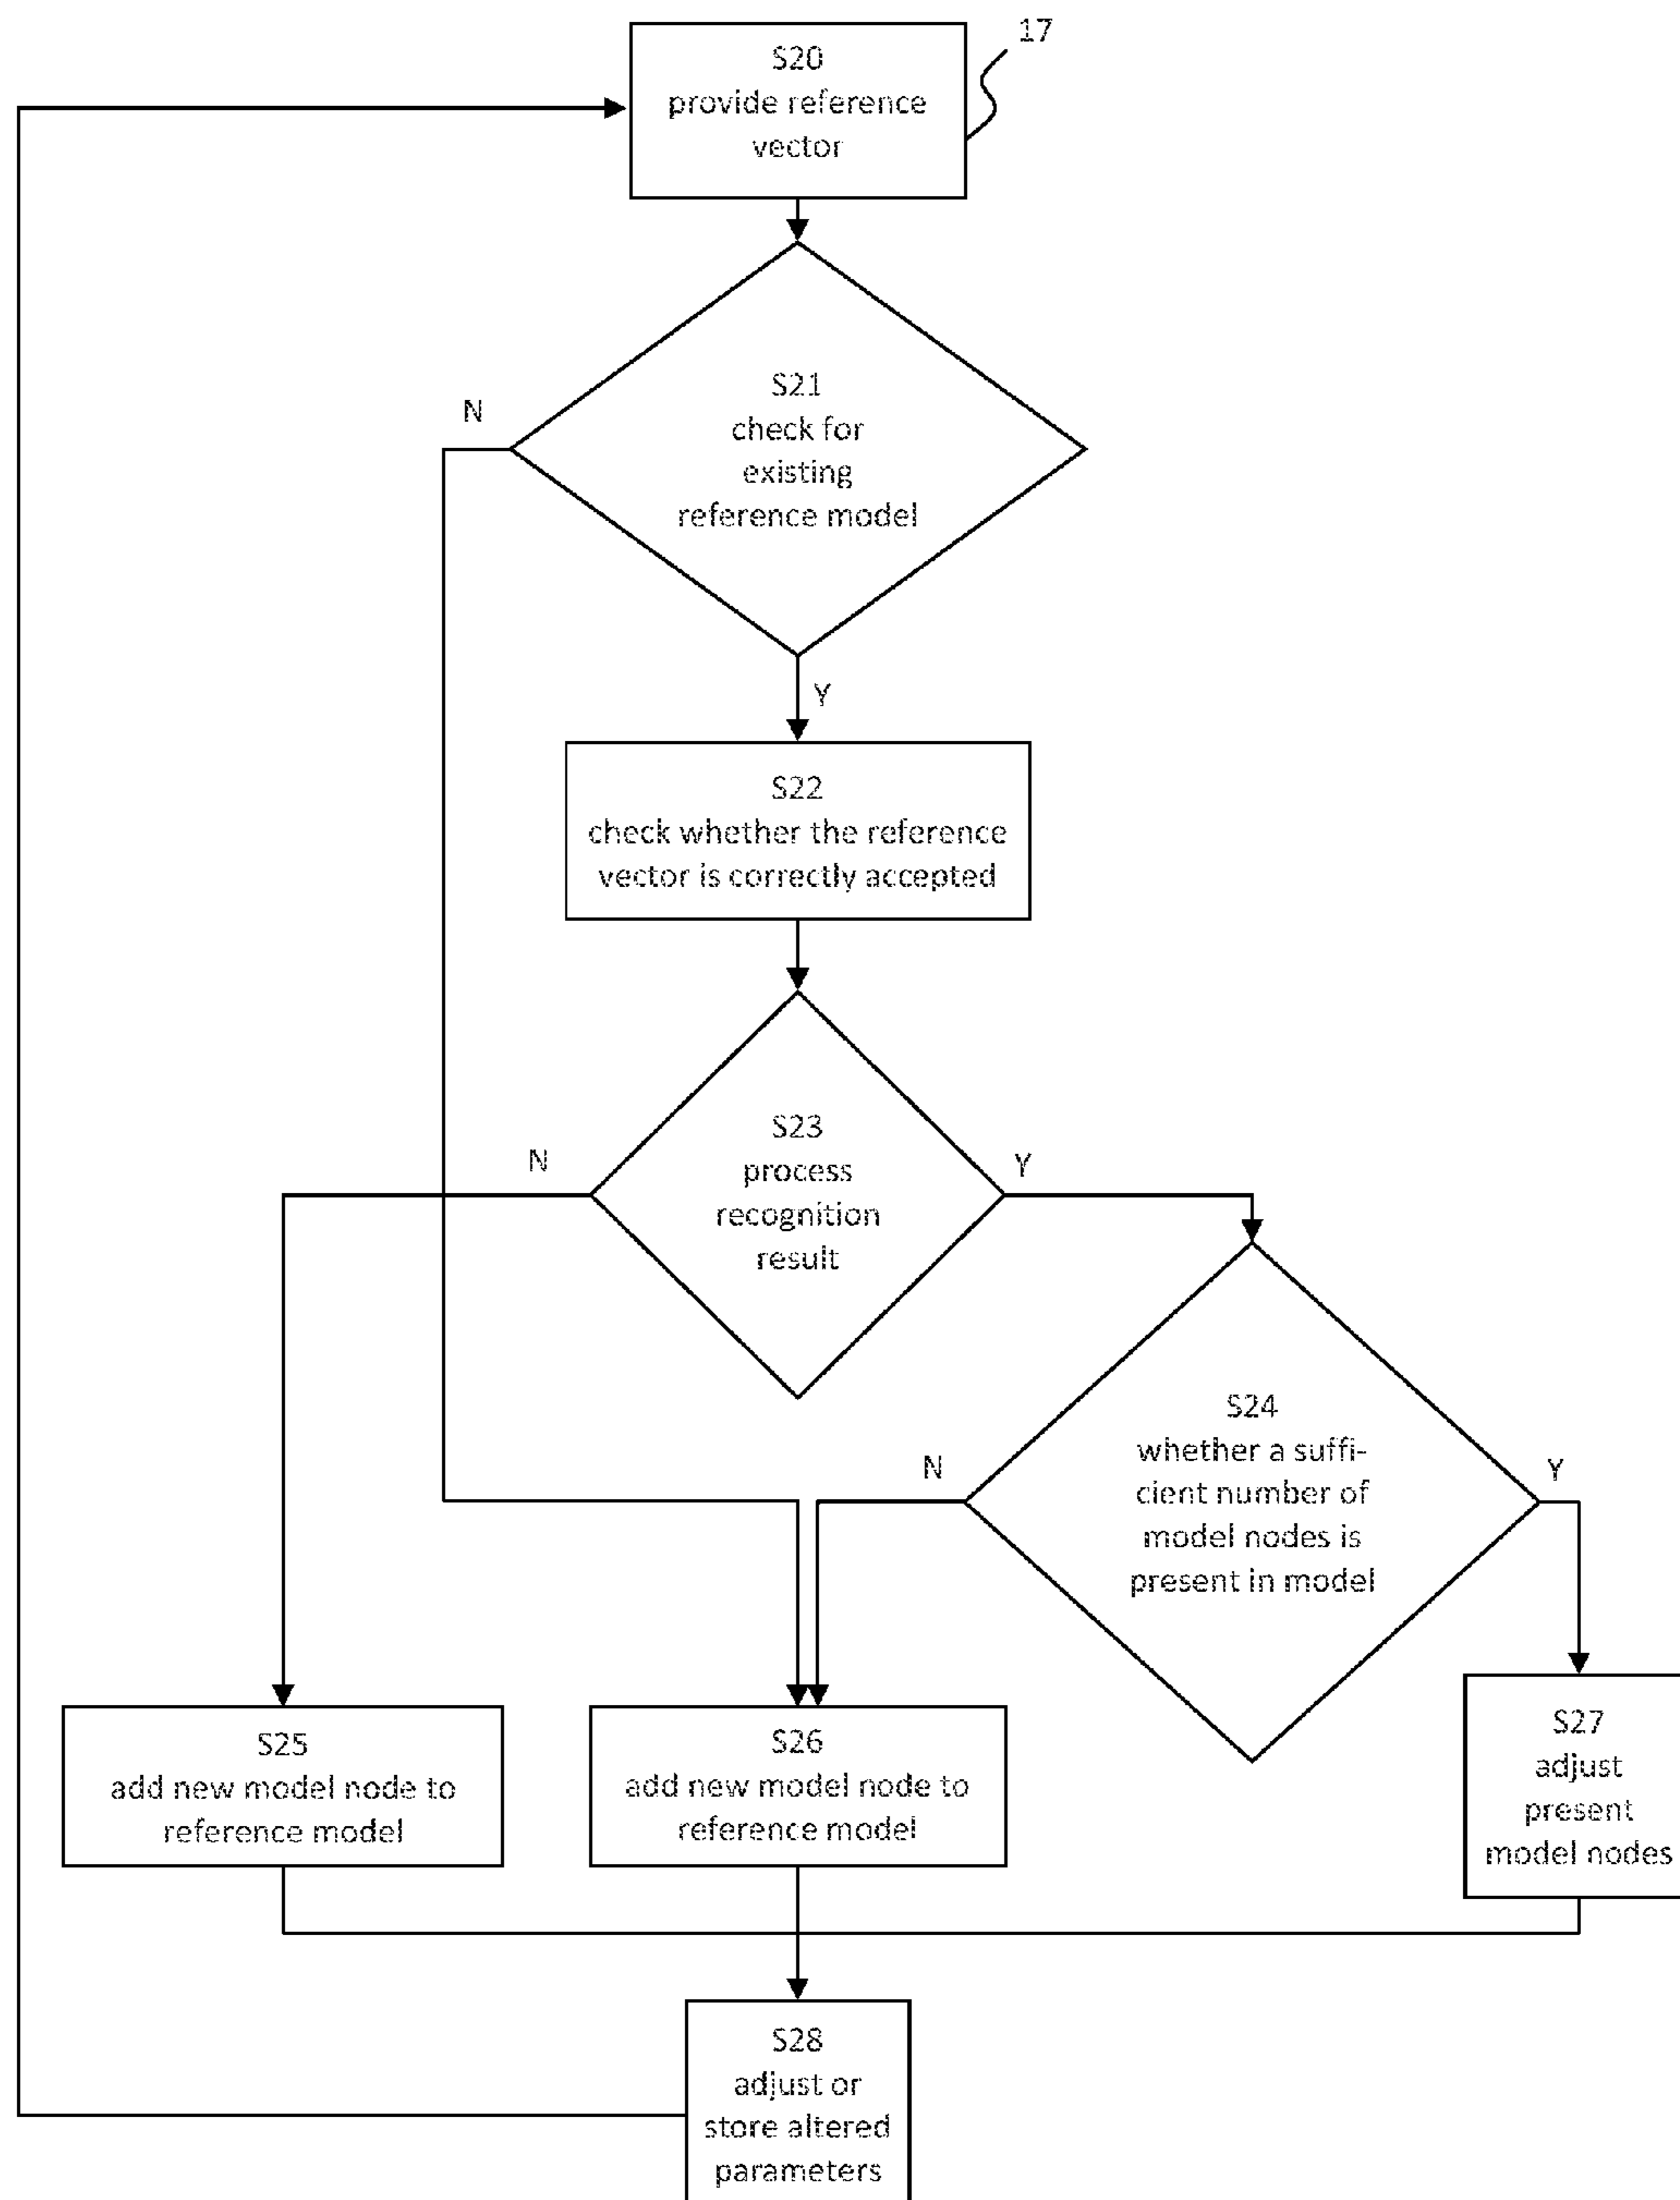 17
S20
provide reference
vector
S21
check for
existing
reference model
N
Y
S22
check whether the reference
vector is correctly accepted
S23
process
recognition
result
N
Y
S24
whether a suffi-
cient number of
model nodes is
present in model
N
Y
S25
add new model node to
reference model
S26
add new model node to
reference model
S27
adjust
present
model nodes
S28
adjust or
store altered
parameters